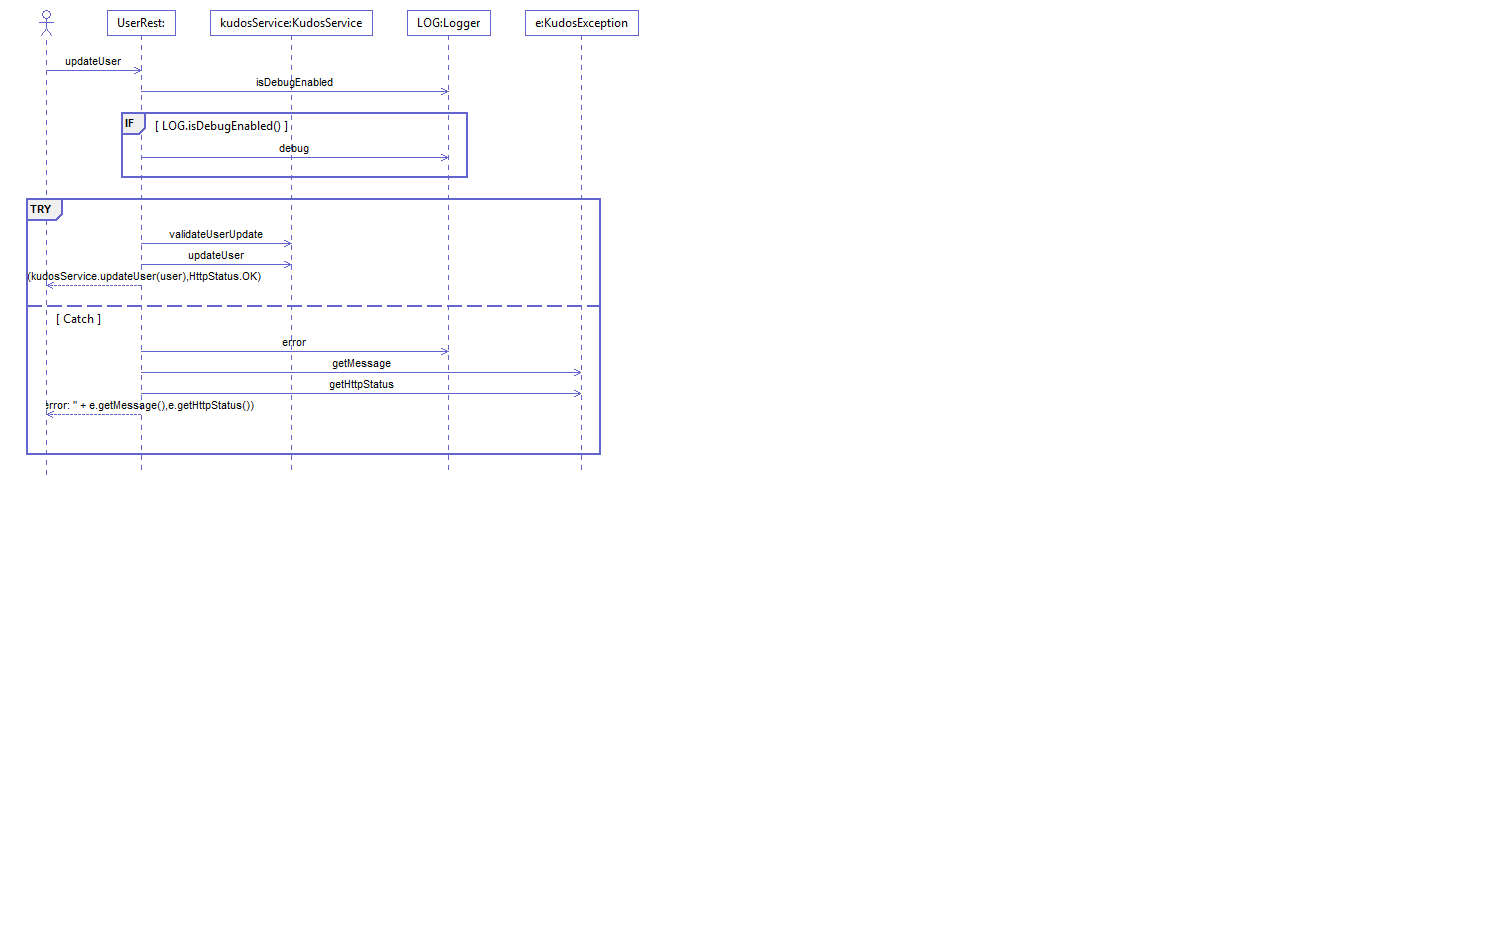 UserRest:
kudosService:KudosService
LOG:Logger
e:KudosException
updateUser
isDebugEnabled
IF
[ LOG.isDebugEnabled() ]
debug
TRY
validateUserUpdate
updateUser
(kudosService.updateUser(user),HttpStatus.OK)
[ Catch ]
error
getMessage
getHttpStatus
error: " + e.getMessage(),e.getHttpStatus())